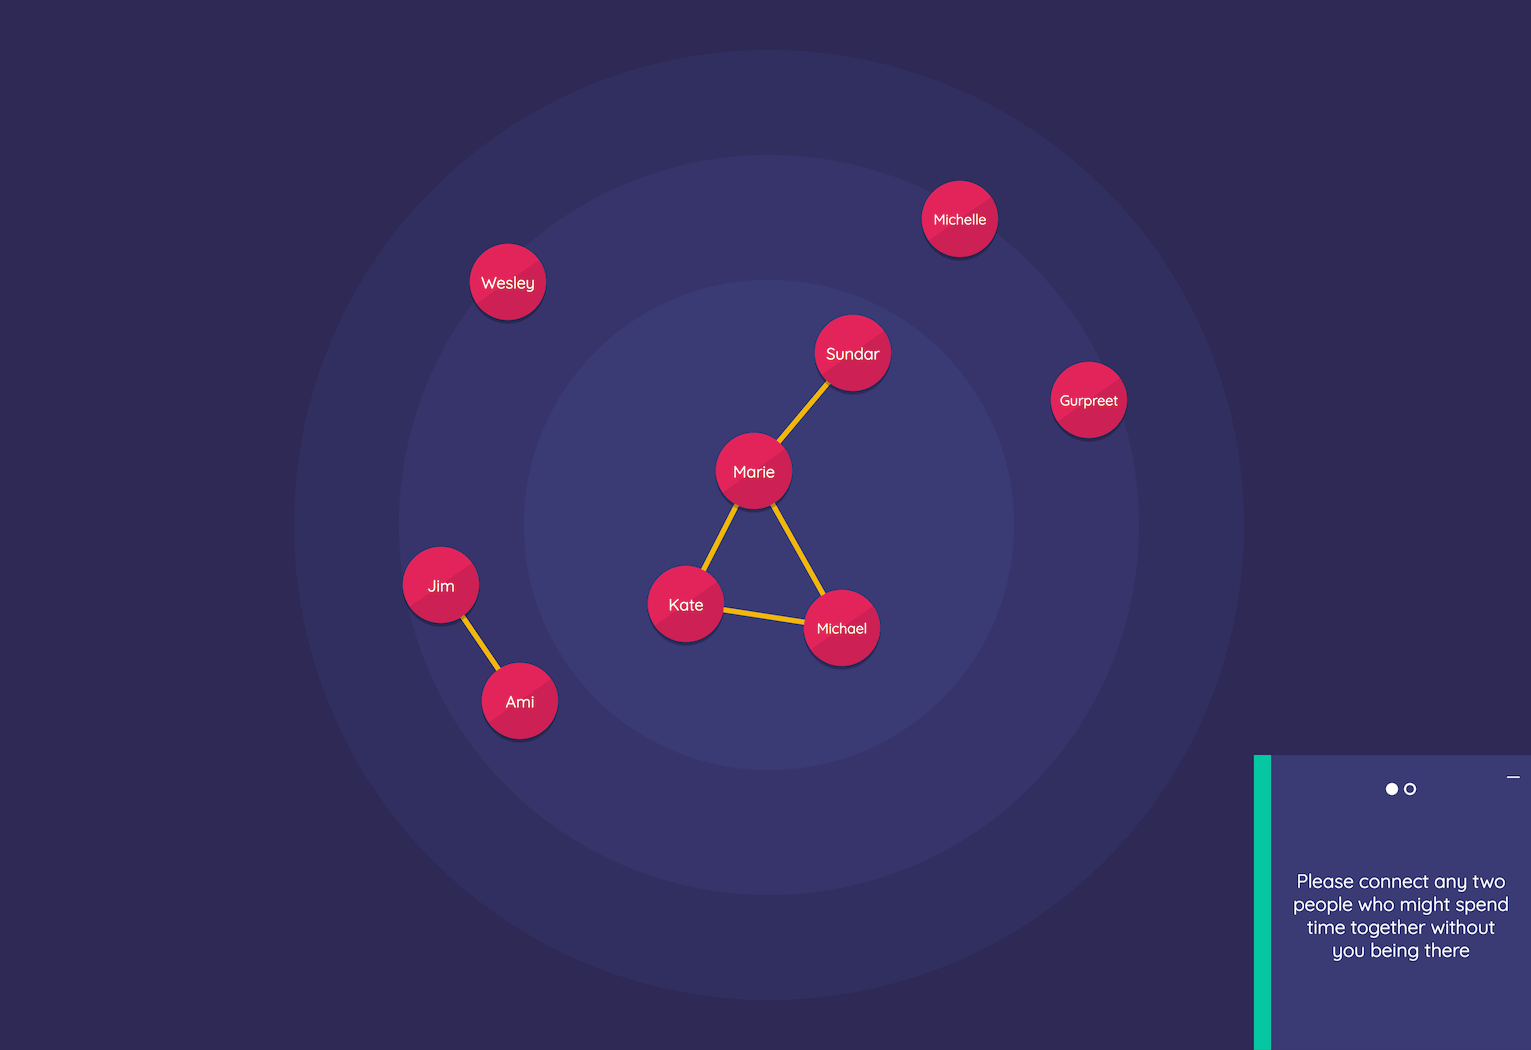 Michelle
Wesley
Sundar
Gurpreet
Marie
Jim
Kate
Michael
Ami
Please connect any two
people who might spend
time together without
you being there